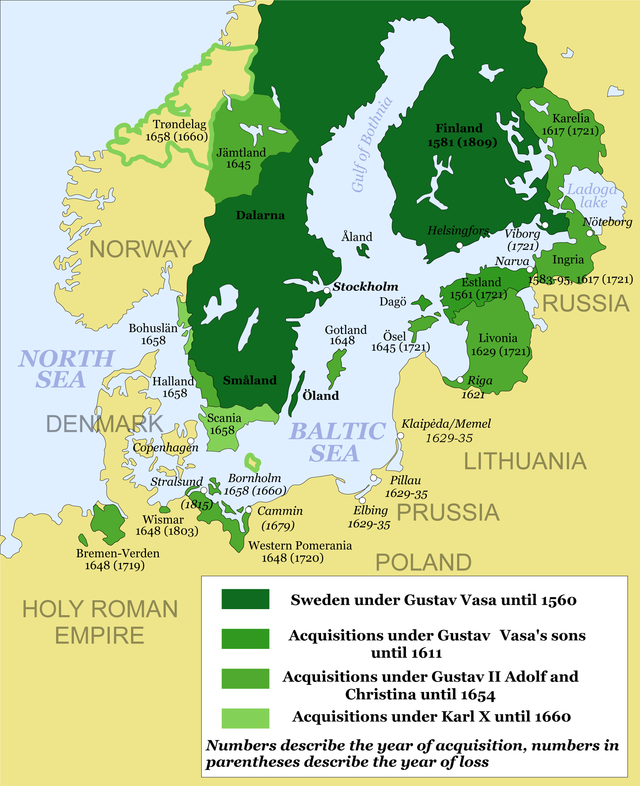 Trøndelag
1658 (1660)
Jämtland
1645
Gulf of Bothnia
Finland
1581 (1809)
Karelia
1617 (1721)
Ladoga
lake
Nöteborg
Dalarna
Helsingfors
Viborg
(1721)
NORWAY
Åland
Narva
Ingria
1583-95, 1617 (1721)
Stockholm
Dagö
Estland
1561 (1721)
RUSSIA
Bohuslän
1658
Gotland
1648
Ösel
1645 (1721)
Livonia
1629 (1721)
NORTH
SEA
Halland
1658
Småland
Öland
Riga
1621
DENMARK
Scania
1658
BALTIC
SEA
Klaipėda/Memel
1629-35
Copenhagen
LITHUANIA
Stralsund
(1815)
Bornholm
1658 (1660)
Pillau
1629-35
Wismar
1648 (1803)
Cammin
(1679)
Elbing
1629-35
PRUSSIA
Bremen-Verden
1648 (1719)
Western Pomerania
1648 (1720)
POLAND
HOLY ROMAN
EMPIRE
Sweden under Gustav Vasa until 1560
Acquisitions under Gustav Vasa's sons
until 1611
Acquisitions under Gustav II Adolf and
Christina until 1654
Acquisitions under Karl X until 1660
Numbers describe the year of acquisition, numbers in
parentheses describe the year of loss